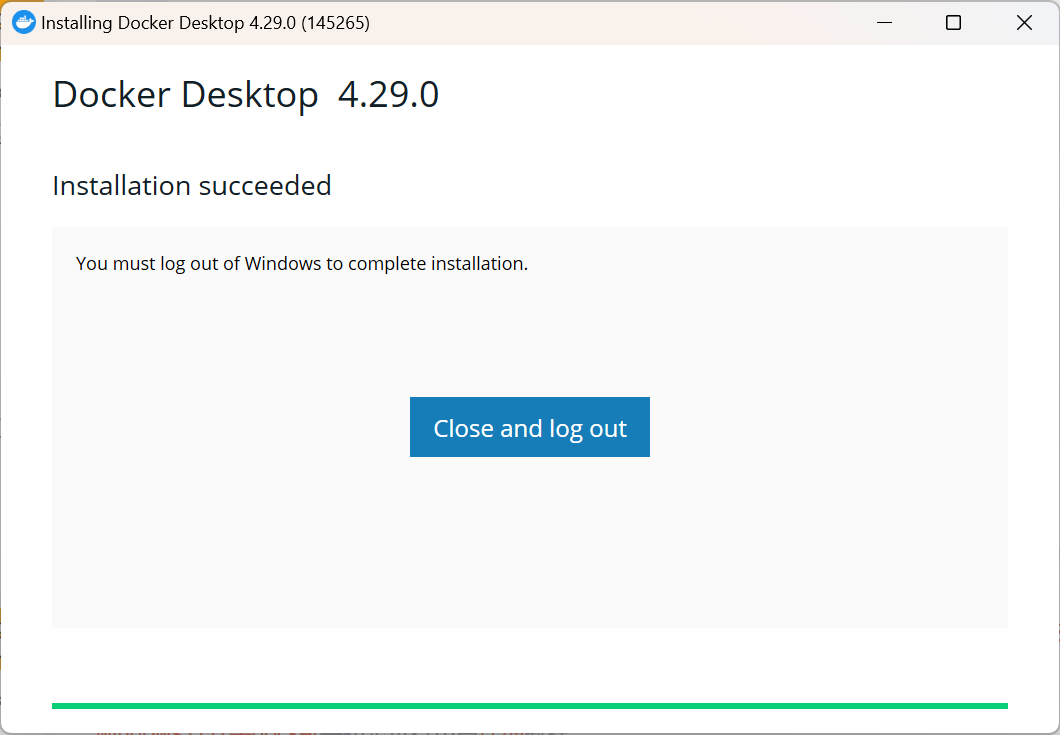 Installing Docker Desktop 4.29.0 (145265)
Docker Desktop 4.29.0
Installation succeeded
You must log out of Windows to complete installation.
Close and log out